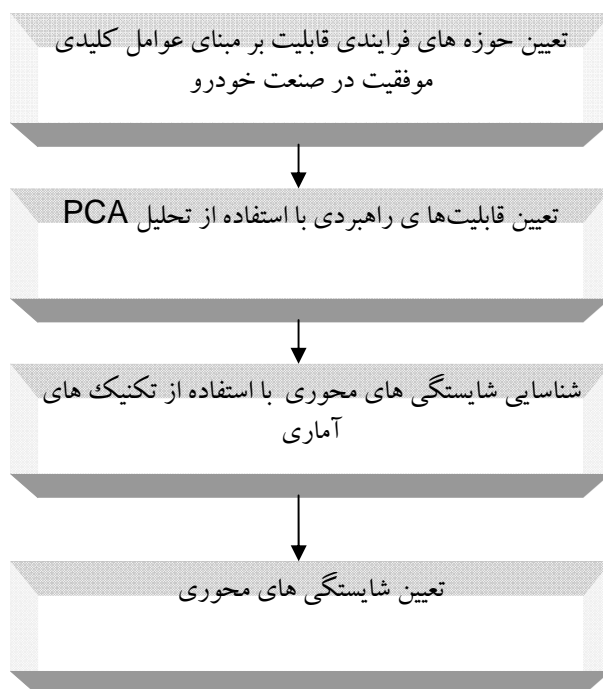 تعیین حوزه های فرایندی قابلیت بر مبنای عوامل کلیدی
موفقیت در صنعت خودرو
تعیین قابلیت‌ها ی راهبردی با استفاده از تحلیل PCA
شناسایی شایستگی های محوری با استفاده از تکنیک های
آماری
تعیین شایستگی های محوری